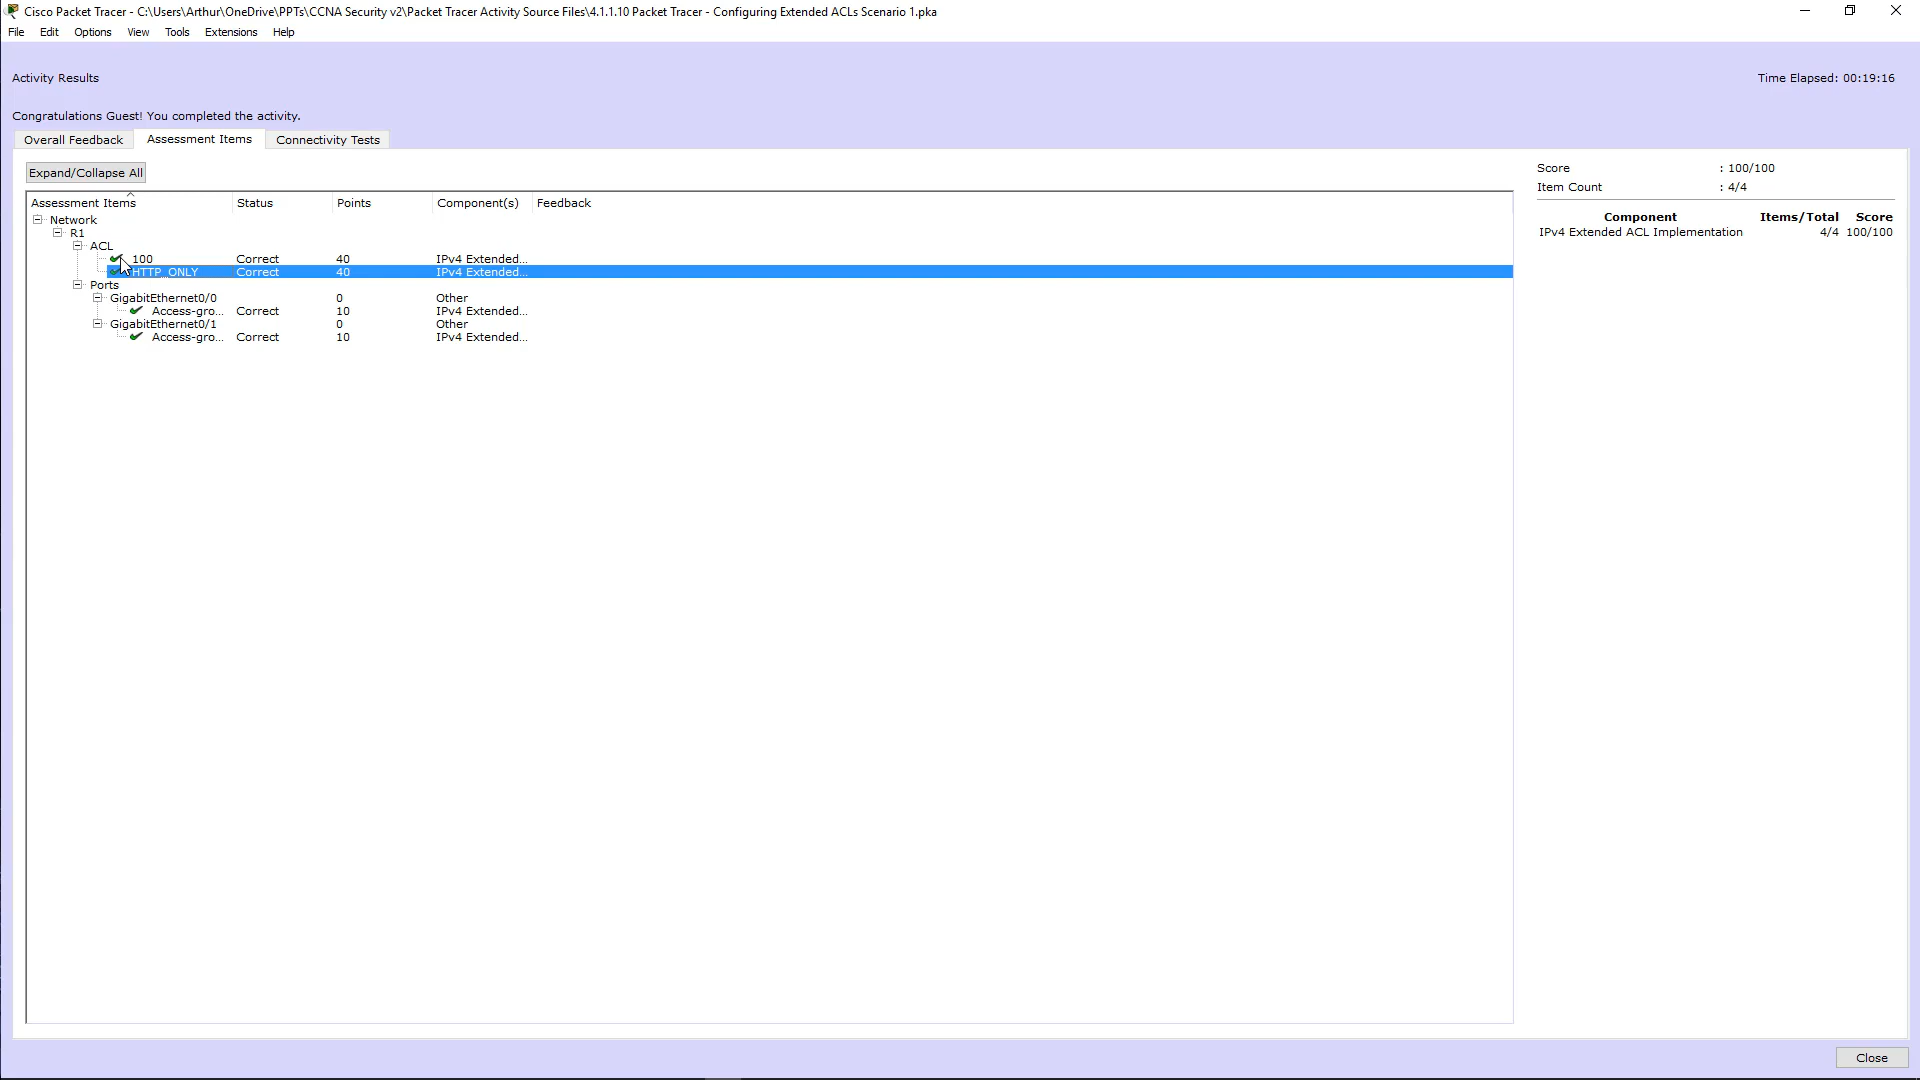 Cisco Packet Tracer - C:\Users\Arthur\OneDrive\PPTs\CCNA Security v2\Packet Tracer Activity Source Files\4.1.1.10 Packet Tracer - Configuring Extended ACLs Scenario 1.pka
File Edit Options View Tools Extensions Help
Activity Results
Time Elapsed: 00:19:16
Congratulations Guest! You completed the activity.
Overall Feedback Assessment Items Connectivity Tests
Expand/Collapse All
Assessment Items Status Points Component(s) Feedback
Network
R1
ACL
100 Correct 40 IPv4 Extended...
HTTP_ONLY Correct 40 IPv4 Extended...
Ports
GigabitEthernet0/0 0 Other
Access-gro... Correct 10 IPv4 Extended...
GigabitEthernet0/1 0 Other
Access-gro... Correct 10 IPv4 Extended...
Score : 100/100
Item Count : 4/4
Component Items/Total Score
IPv4 Extended ACL Implementation 4/4 100/100
Close